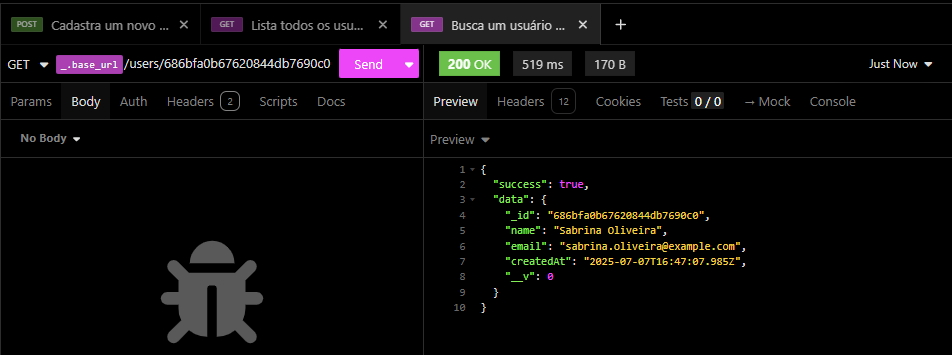 POST Cadastra um novo ... GET Lista todos os usu... GET Busca um usuário ...
GET _.base_url /users/686bfa0b67620844db7690c0 Send 200 OK 519 ms 170 B Just Now
Params Body Auth Headers 2 Scripts Docs Preview Headers 12 Cookies Tests 0 / 0 → Mock Console
No Body Preview
1 {
2 "success": true,
3 "data": {
4 "_id": "686bfa0b67620844db7690c0",
5 "name": "Sabrina Oliveira",
6 "email": "sabrina.oliveira@example.com",
7 "createdAt": "2025-07-07T16:47:07.985Z",
8 "__v": 0
9 }
10 }